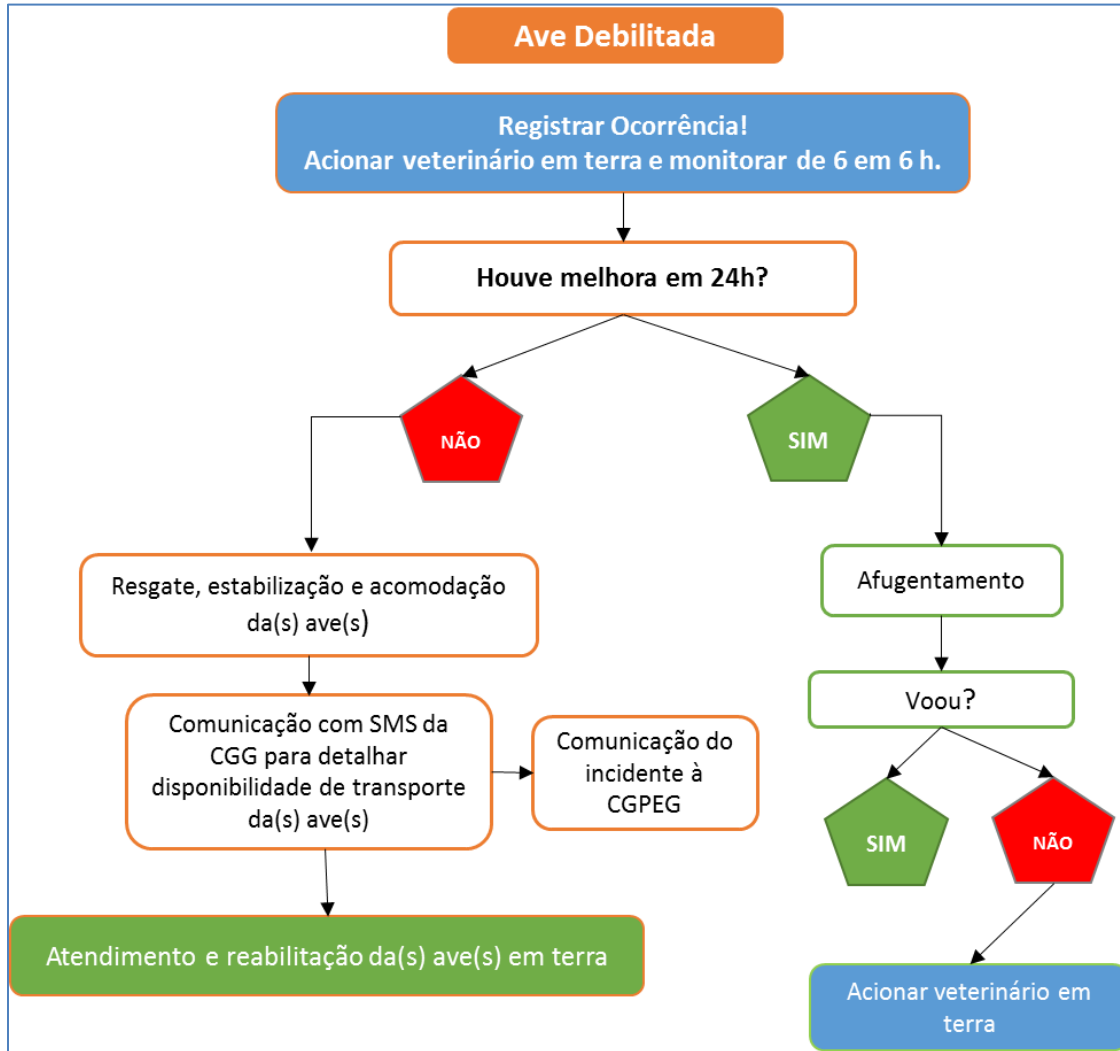 Ave Debilitada
Registrar Ocorrência!
Acionar veterinário em terra e monitorar de 6 em 6 h.
Houve melhora em 24h?
NÃO
SIM
Resgate, estabilização e acomodação
da(s) ave(s)
Afugentamento
Comunicação com SMS da
CGG para detalhar
disponibilidade de transporte
da(s) ave(s)
Comunicação do
incidente à
CGPEG
Voou?
SIM
NÃO
Atendimento e reabilitação da(s) ave(s) em terra
Acionar veterinário em
terra